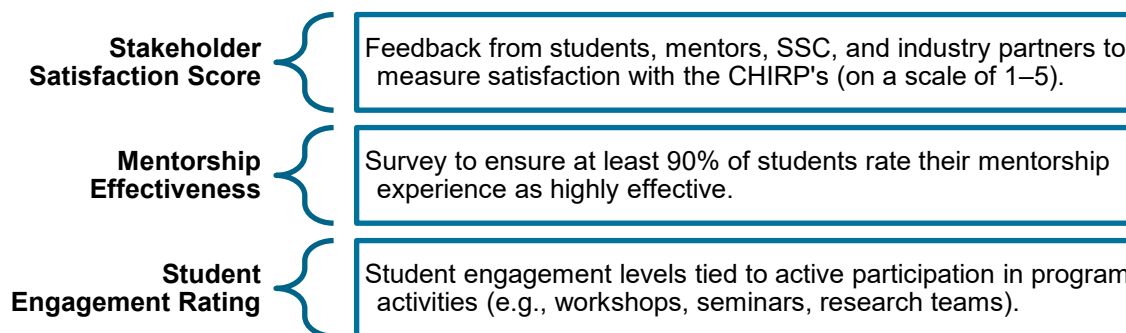 Stakeholder
Satisfaction Score
Feedback from students, mentors, SSC, and industry partners to
measure satisfaction with the CHIRP's (on a scale of 1–5).
Mentorship
Effectiveness
Survey to ensure at least 90% of students rate their mentorship
experience as highly effective.
Student
Engagement Rating
Student engagement levels tied to active participation in program
activities (e.g., workshops, seminars, research teams).